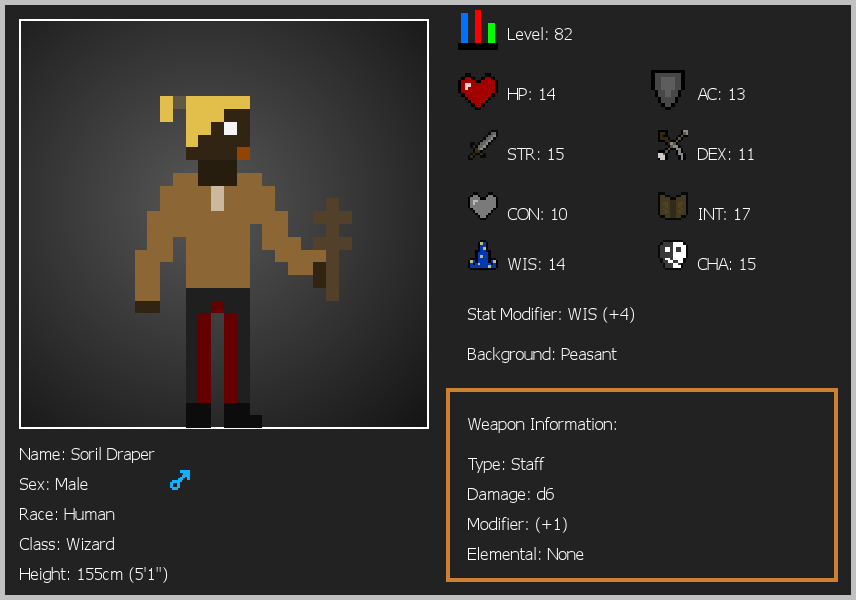 Level: 82
HP: 14
AC: 13
STR: 15
DEX: 11
CON: 10
INT: 17
WIS: 14
CHA: 15
Stat Modifier: WIS (+4)
Background: Peasant
Weapon Information:
Type: Staff
Damage: d6
Modifier: (+1)
Elemental: None
Name: Soril Draper
Sex: Male
Race: Human
Class: Wizard
Height: 155cm (5'1")